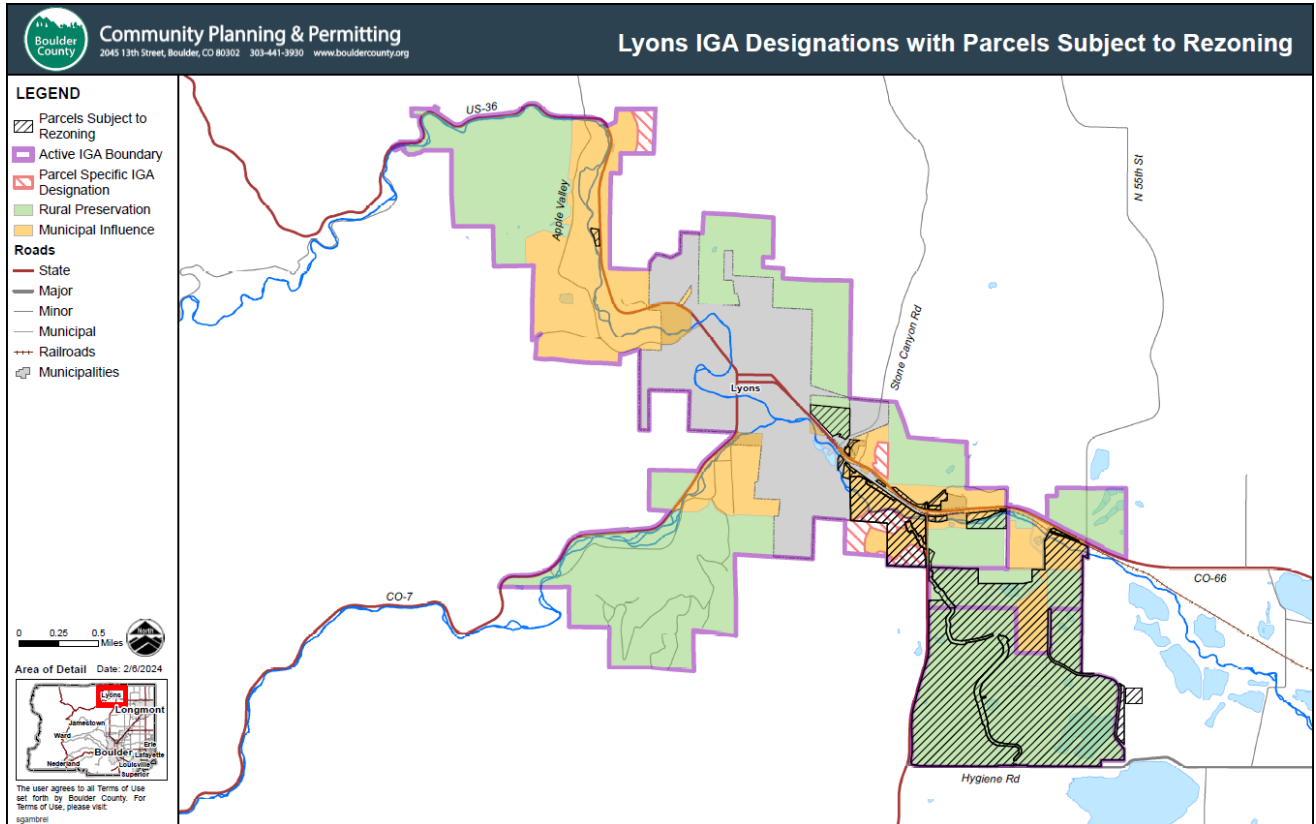 Boulder
County
Community Planning & Permitting
2045 13th Street, Boulder, CO 80302 303-441-3930 www.bouldercounty.org
Lyons IGA Designations with Parcels Subject to Rezoning
LEGEND
Parcels Subject to
Rezoning
Active IGA Boundary
Parcel Specific IGA
Designation
Rural Preservation
Municipal Influence
Roads
State
Major
Minor
Municipal
Railroads
Municipalities
US-36
Apple Valley
N 55th St
Stone Canyon Rd
Lyons
CO-66
CO-7
Hygiene Rd
0 0.25 0.5
Miles
North
Area of Detail Date: 2/6/2024
Lyons
Longmont
Jamestown
Ward
Boulder
Erie
Lafayette
Nederland
Louisville
Superior
The user agrees to all Terms of Use
set forth by Boulder County. For
Terms of Use, please visit:
sgambrel